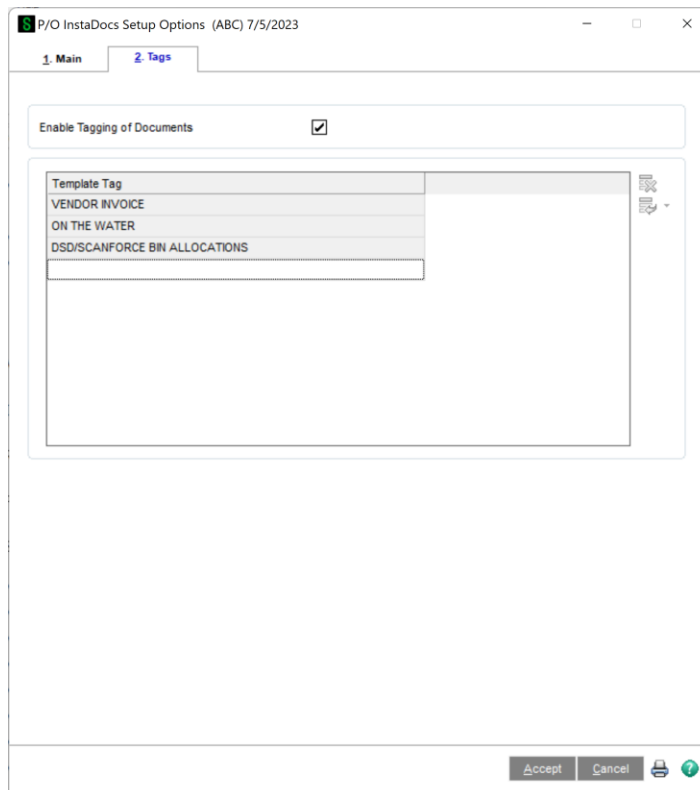 S P/O InstaDocs Setup Options (ABC) 7/5/2023
1. Main
2. Tags
Enable Tagging of Documents
Template Tag
VENDOR INVOICE
ON THE WATER
DSD/SCANFORCE BIN ALLOCATIONS
Accept
Cancel
?